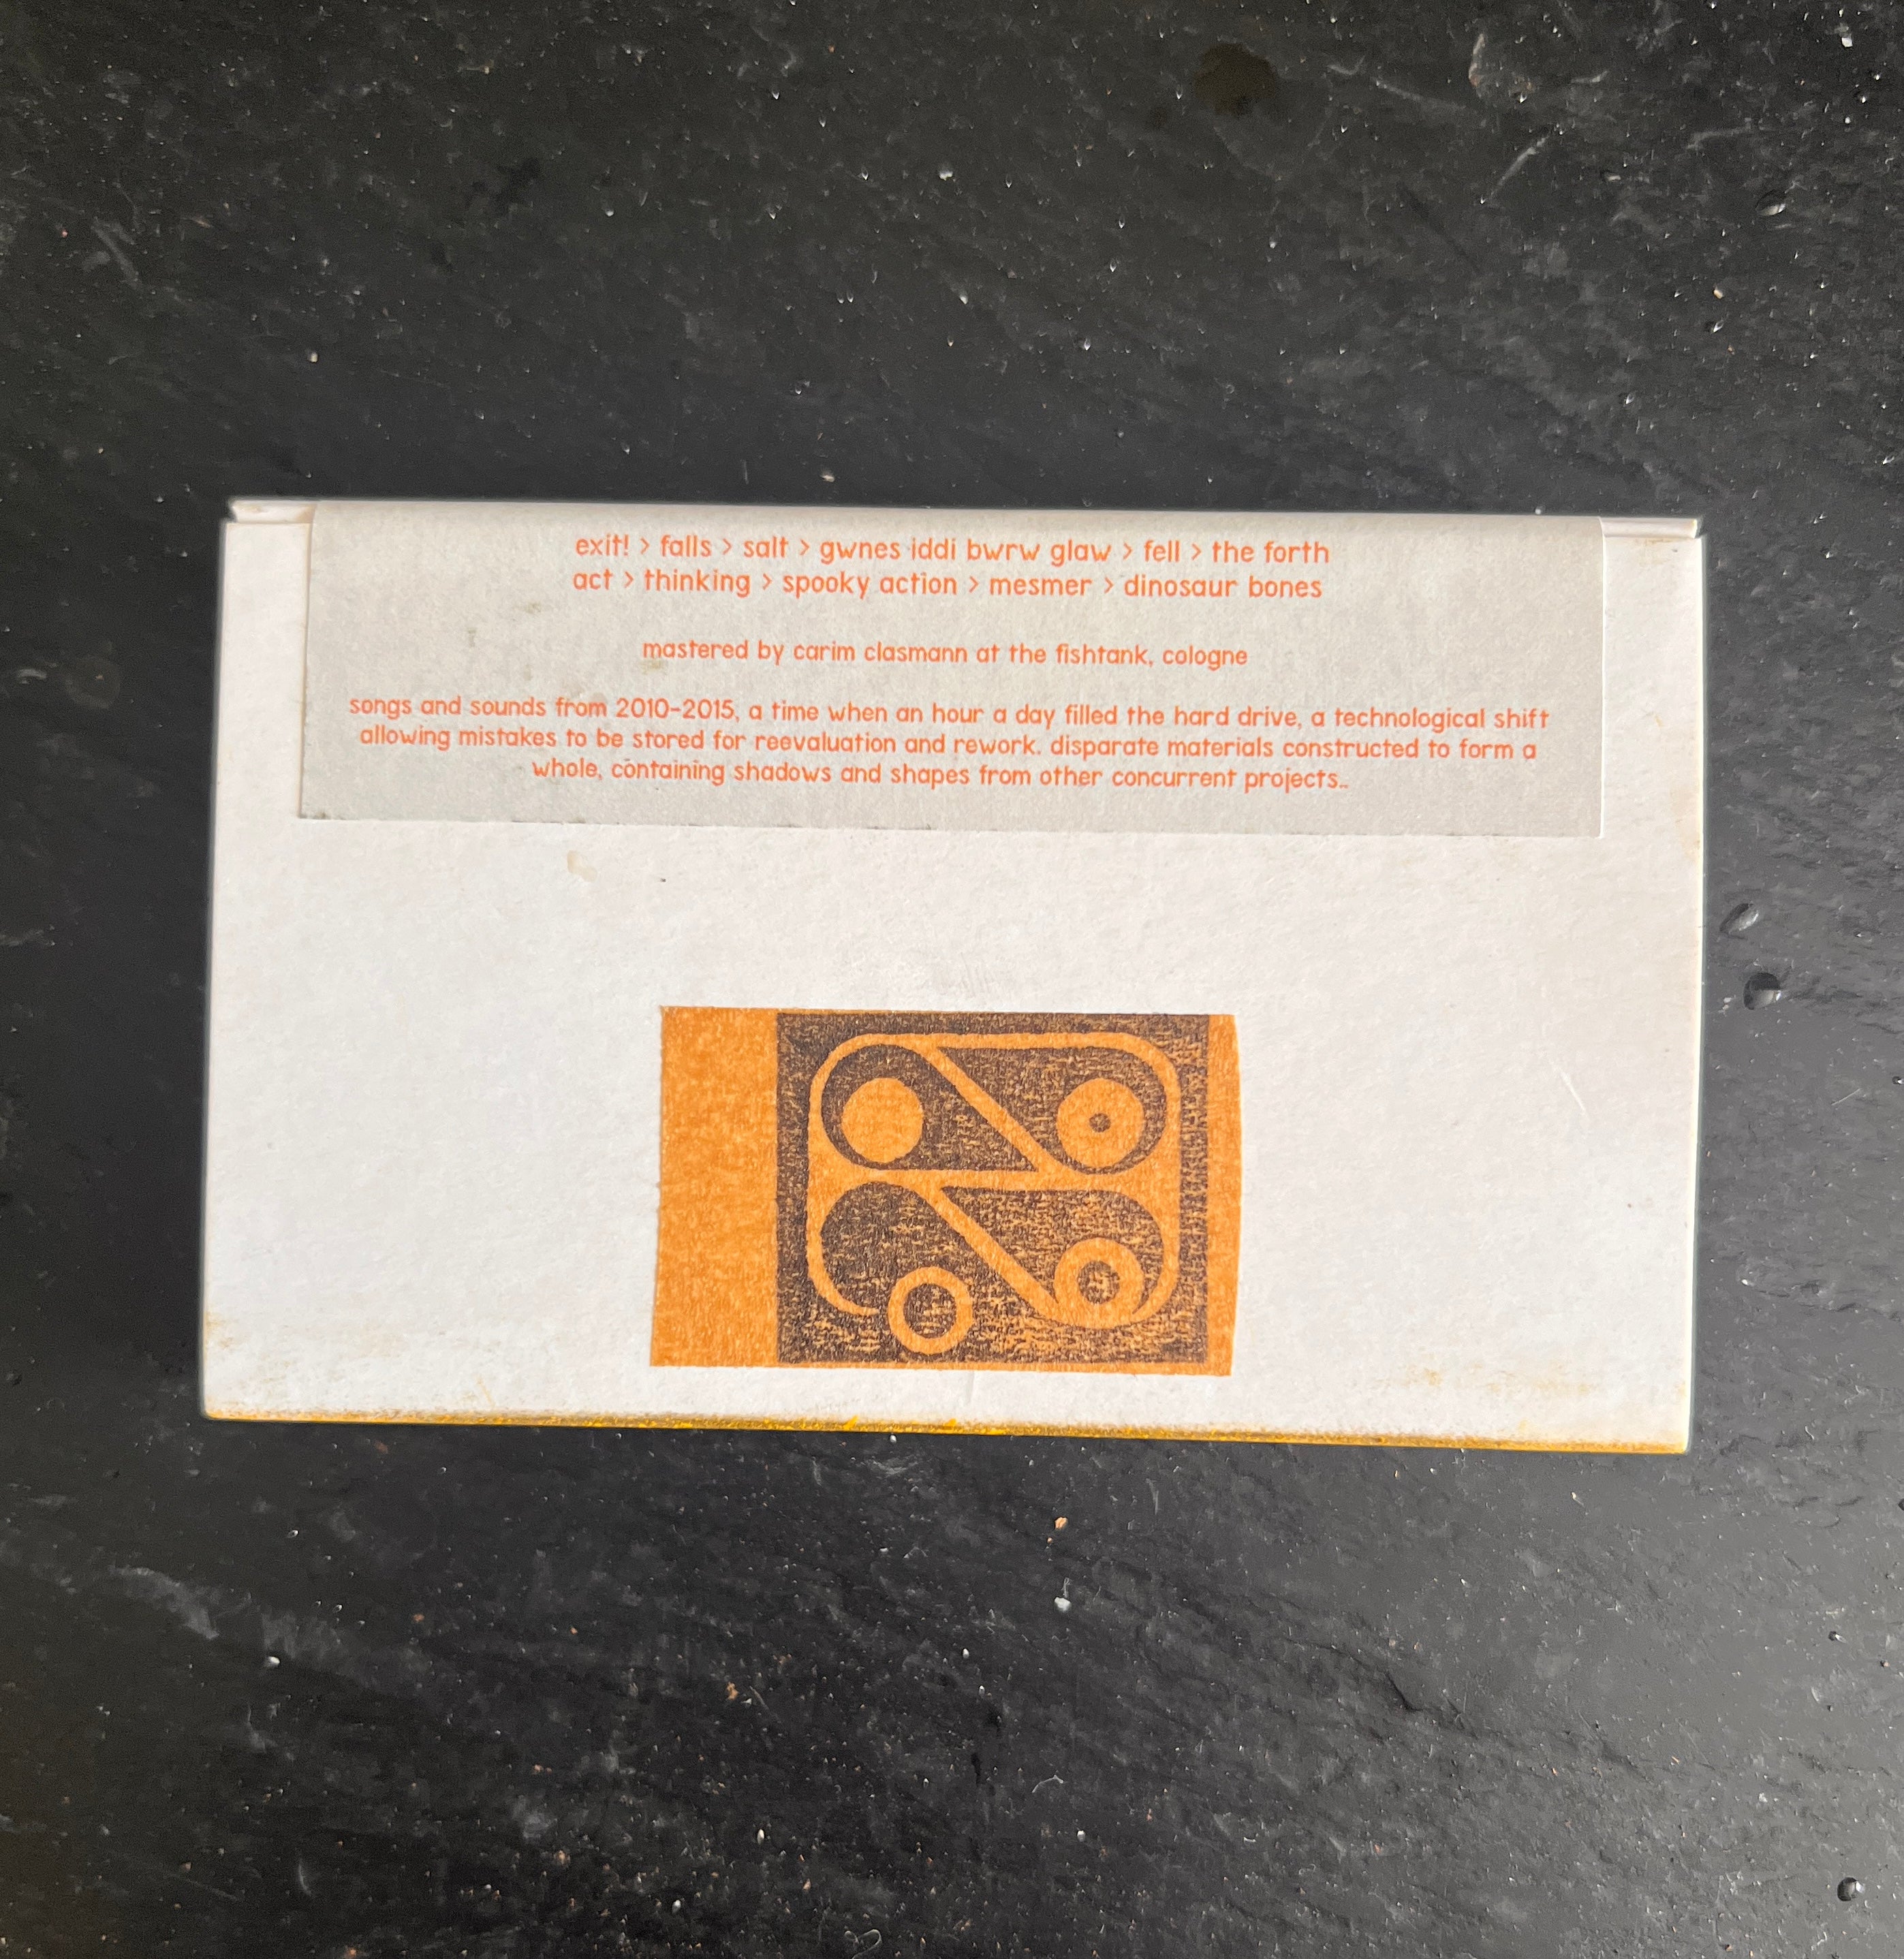 exit! > falls > salt > gwnes iddi bwrw glaw > fell > the forth
act > thinking > spooky action > mesmer > dinosaur bones
mastered by carim clasmann at the fishtank, cologne
songs and sounds from 2010-2015, a time when an hour a day filled the hard drive, a technological shift
allowing mistakes to be stored for reevaluation and rework. disparate materials constructed to form a
whole, containing shadows and shapes from other concurrent projects..